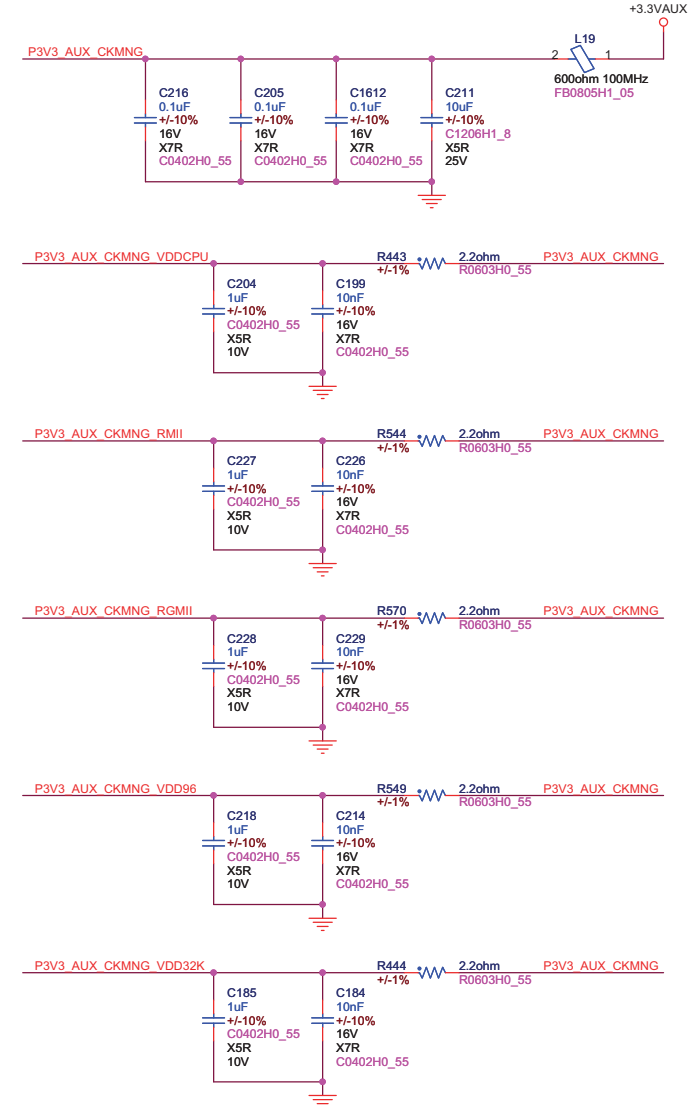 +3.3VAUX
P3V3_AUX_CKMNG
L19
2 1
600ohm 100MHz
FB0805H1_05
C216
0.1uF
+/-10%
16V
X7R
C0402H0_55
C205
0.1uF
+/-10%
16V
X7R
C0402H0_55
C1612
0.1uF
+/-10%
16V
X7R
C0402H0_55
C211
10uF
+/-10%
C1206H1_8
X5R
25V
P3V3_AUX_CKMNG_VDDCPU
R443
+/-1%
2.2ohm
R0603H0_55
P3V3_AUX_CKMNG
C204
1uF
+/-10%
C0402H0_55
X5R
10V
C199
10nF
+/-10%
16V
X7R
C0402H0_55
P3V3_AUX_CKMNG_RMII
R544
+/-1%
2.2ohm
R0603H0_55
P3V3_AUX_CKMNG
C227
1uF
+/-10%
C0402H0_55
X5R
10V
C226
10nF
+/-10%
16V
X7R
C0402H0_55
P3V3_AUX_CKMNG_RGMII
R570
+/-1%
2.2ohm
R0603H0_55
P3V3_AUX_CKMNG
C228
1uF
+/-10%
C0402H0_55
X5R
10V
C229
10nF
+/-10%
16V
X7R
C0402H0_55
P3V3_AUX_CKMNG_VDD96
R549
+/-1%
2.2ohm
R0603H0_55
P3V3_AUX_CKMNG
C218
1uF
+/-10%
C0402H0_55
X5R
10V
C214
10nF
+/-10%
16V
X7R
C0402H0_55
P3V3_AUX_CKMNG_VDD32K
R444
+/-1%
2.2ohm
R0603H0_55
P3V3_AUX_CKMNG
C185
1uF
+/-10%
C0402H0_55
X5R
10V
C184
10nF
+/-10%
16V
X7R
C0402H0_55